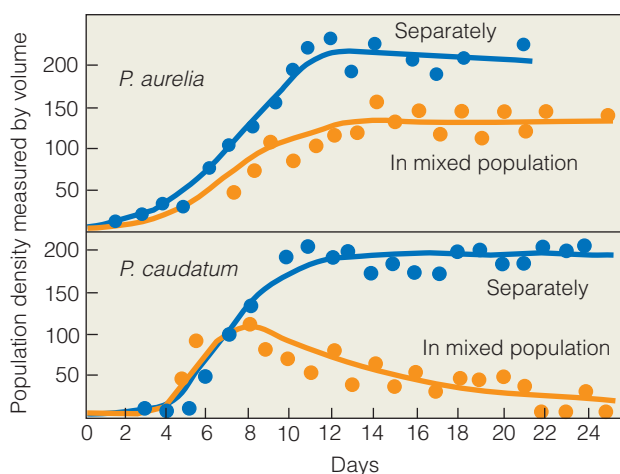 Population density measured by volume
Separately
200
P. aurelia
150
In mixed population
100
50
200
P. caudatum
Separately
150
In mixed population
100
50
0 2 4 6 8 10 12 14 16 18 20 22 24
Days